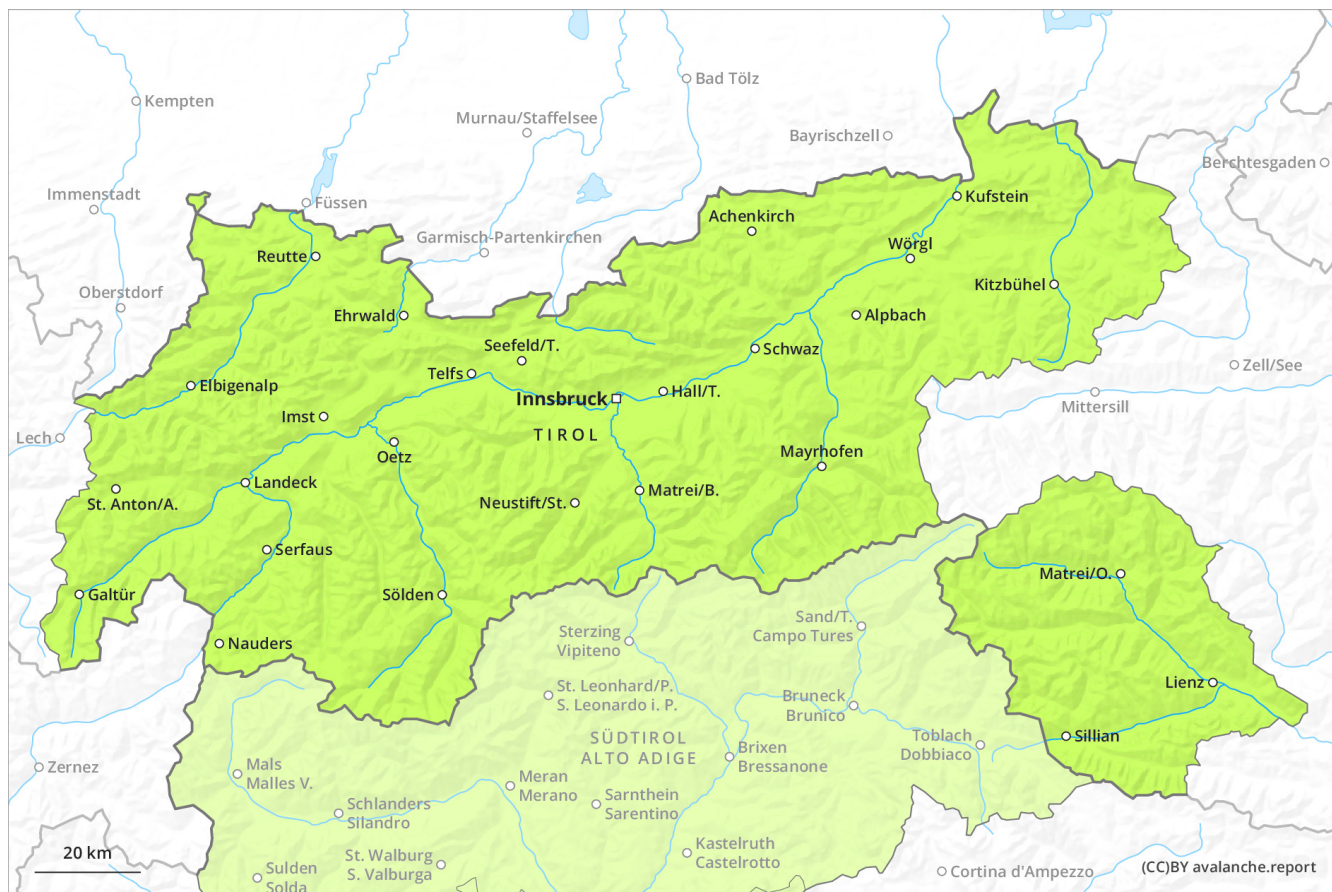 Kempten
Bad Tölz
Murnau/Staffelsee
Bayrischzell
Berchtesgaden
Immenstadt
Füssen
Kufstein
Achenkirch
Garmisch-Partenkirchen
Wörgl
Reutte
Oberstdorf
Kitzbühel
Ehrwald
Alpbach
Seefeld/T.
Schwaz
Zell/See
Telfs
Elbigenalp
Hall/T.
Innsbruck
Mittersill
Imst
TIROL
Lech
Oetz
Mayrhofen
Landeck
St. Anton/A.
Matrei/B.
Neustift/St.
Serfaus
Matrei/O.
Galtür
Sölden
Sand/T.
Campo Tures
Sterzing
Vipiteno
Nauders
Lienz
St. Leonhard/P.
S. Leonardo i. P.
Bruneck
Brunico
SÜDTIROL
ALTO ADIGE
Toblach
Dobbiaco
Sillian
Brixen
Bressanone
Zernez
Mals
Malles V.
Meran
Merano
Sarnthein
Sarentino
Schlanders
Silandro
Kastelruth
Castelrotto
20 km
St. Walburg
S. Valburga
Sulden
Solda
Cortina d'Ampezzo
(CC)BY avalanche.report